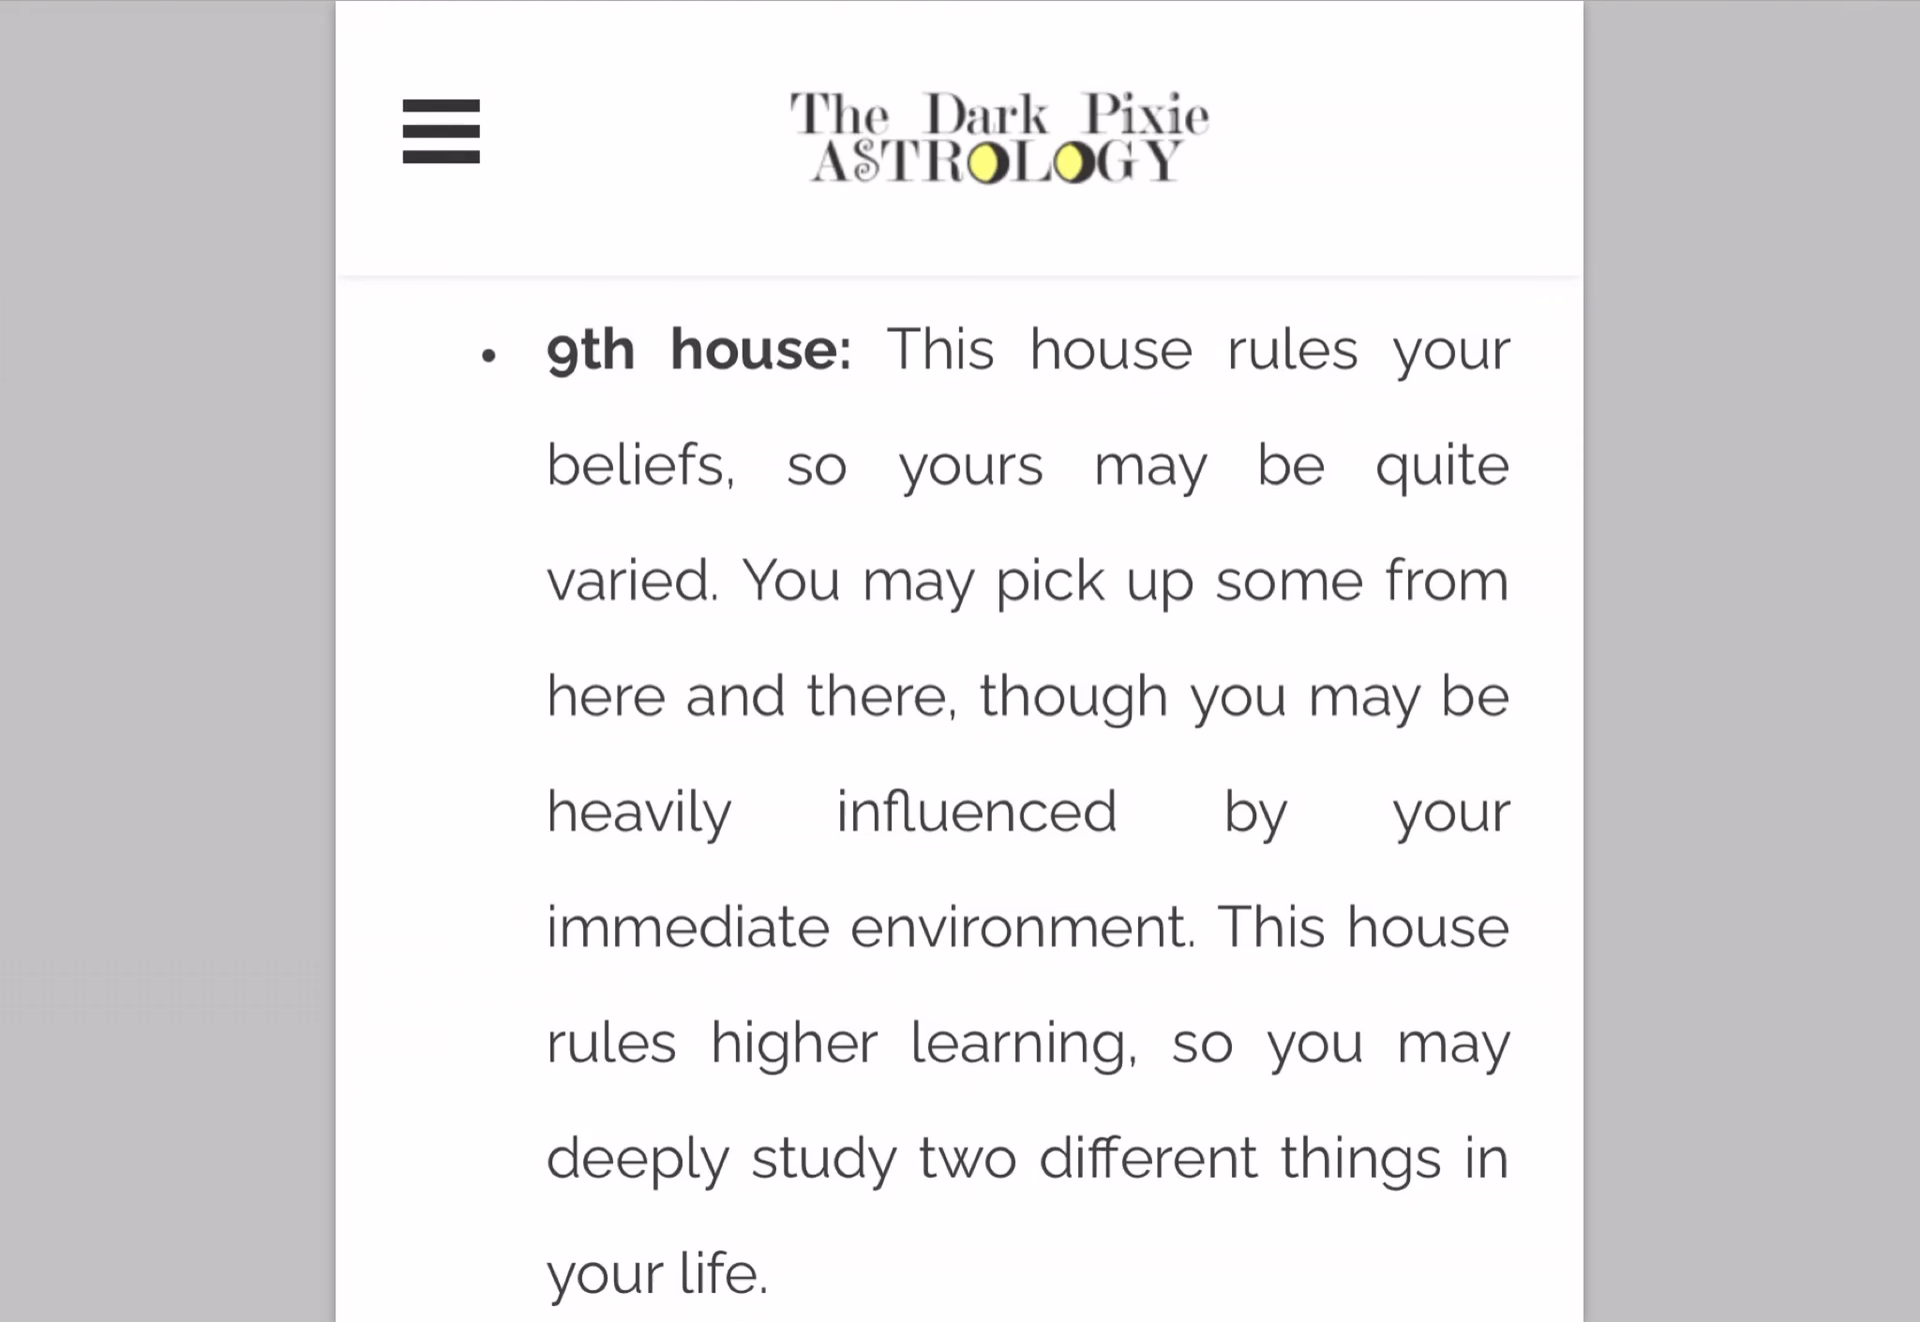 The Dark Pixie
ASTROLOGY
• 9th house: This house rules your
beliefs, so yours may be quite
varied. You may pick up some from
here and there, though you may be
heavily influenced by your
immediate environment. This house
rules higher learning, so you may
deeply study two different things in
your life.